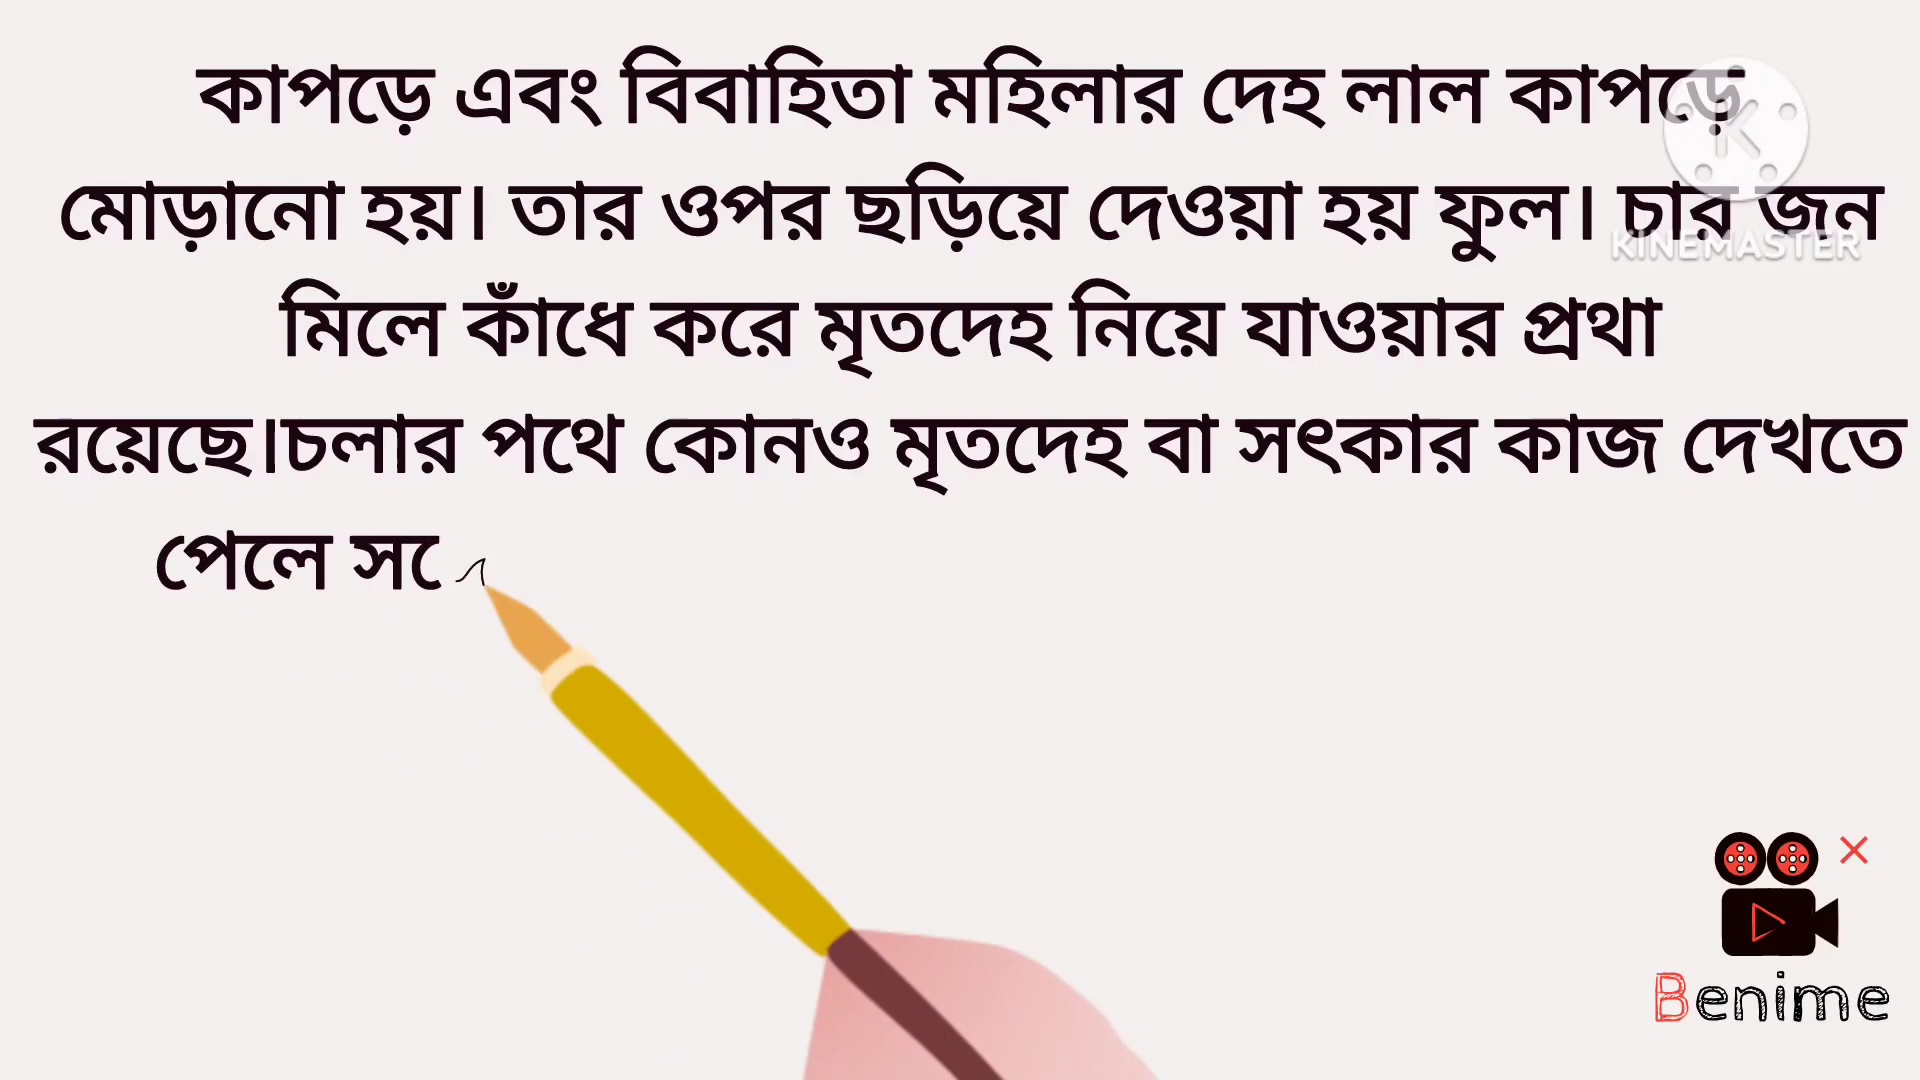 কাপড়ে এবং বিবাহিতা মহিলার দেহ লাল কাপড়ে
মোড়ানো হয়। তার ওপর ছড়িয়ে দেওয়া হয় ফুল। চার জন
KINEMASTER
মিলে কাঁধে করে মৃতদেহ নিয়ে যাওয়ার প্রথা
রয়েছে।চলার পথে কোনও মৃতদেহ বা সৎকার কাজ দেখতে
পেলে
Benime